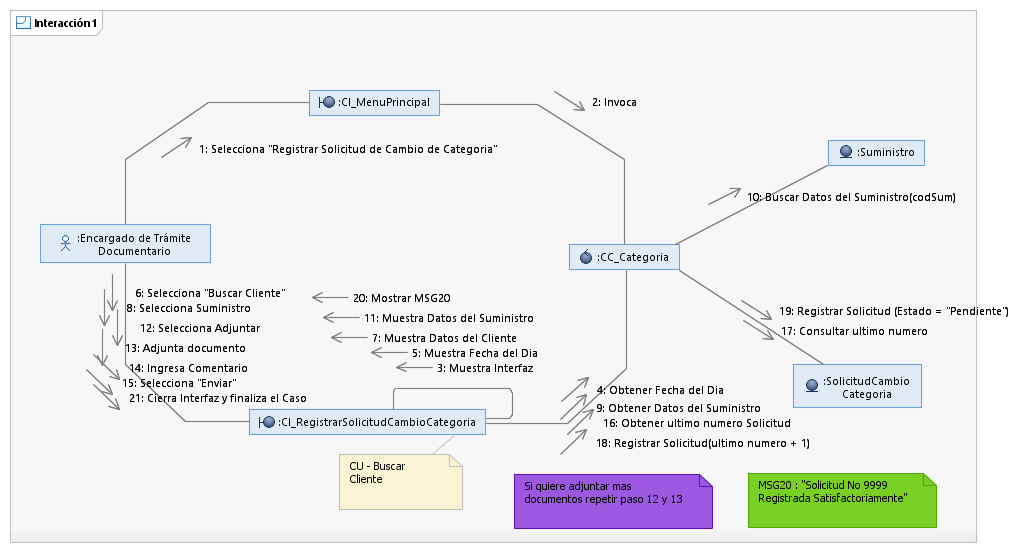 Interacción1
:CI_MenuPrincipal
2: Invoca
1: Selecciona "Registrar Solicitud de Cambio de Categoria"
:Suministro
10: Buscar Datos del Suministro(codSum)
:Encargado de Trámite
Documentario
:CC_Categoria
6: Selecciona "Buscar Cliente"
20: Mostrar MSG20
8: Selecciona Suministro
11: Muestra Datos del Suministro
19: Registrar Solicitud (Estado = "Pendiente")
12: Selecciona Adjuntar
17: Consultar ultimo numero
7: Muestra Datos del Cliente
13: Adjunta documento
5: Muestra Fecha del Dia
14: Ingresa Comentario
3: Muestra Interfaz
15: Selecciona "Enviar"
:SolicitudCambio
Categoria
4: Obtener Fecha del Dia
21: Cierra Interfaz y finaliza el Caso
9: Obtener Datos del Suministro
:CI_RegistrarSolicitudCambioCategoria
16: Obtener ultimo numero Solicitud
18: Registrar Solicitud(ultimo numero + 1)
CU - Buscar
Cliente
Si quiere adjuntar mas
documentos repetir paso 12 y 13
MSG20 : "Solicitud No 9999
Registrada Satisfactoriamente"